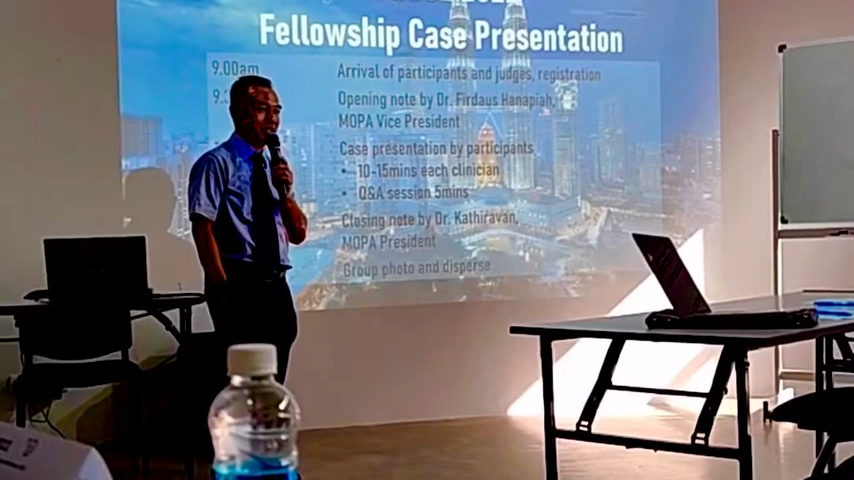 Fellowship Case Presentation
9.00am Arrival of participants and judges, registration
Opening note by Dr. Firdaus Hanapiah,
MOPA Vice President
Case presentation by participants
• 10-15mins each clinician
• Q&A session 5mins
Closing note by Dr. Kathiravan,
MOPA President
Group photo and disperse